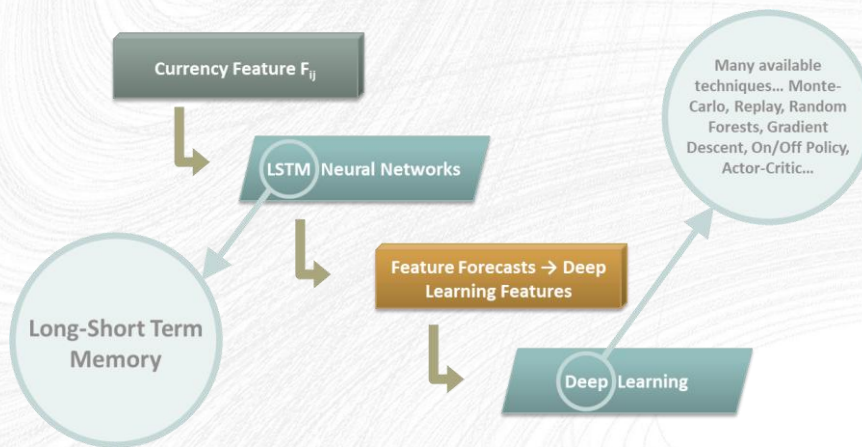 Currency Feature Fij
Many available
techniques... Monte-
Carlo, Replay, Random
Forests, Gradient
Descent, On/Off Policy,
Actor-Critic...
LSTM Neural Networks
Feature Forecasts → Deep
Learning Features
Long-Short Term
Memory
Deep Learning